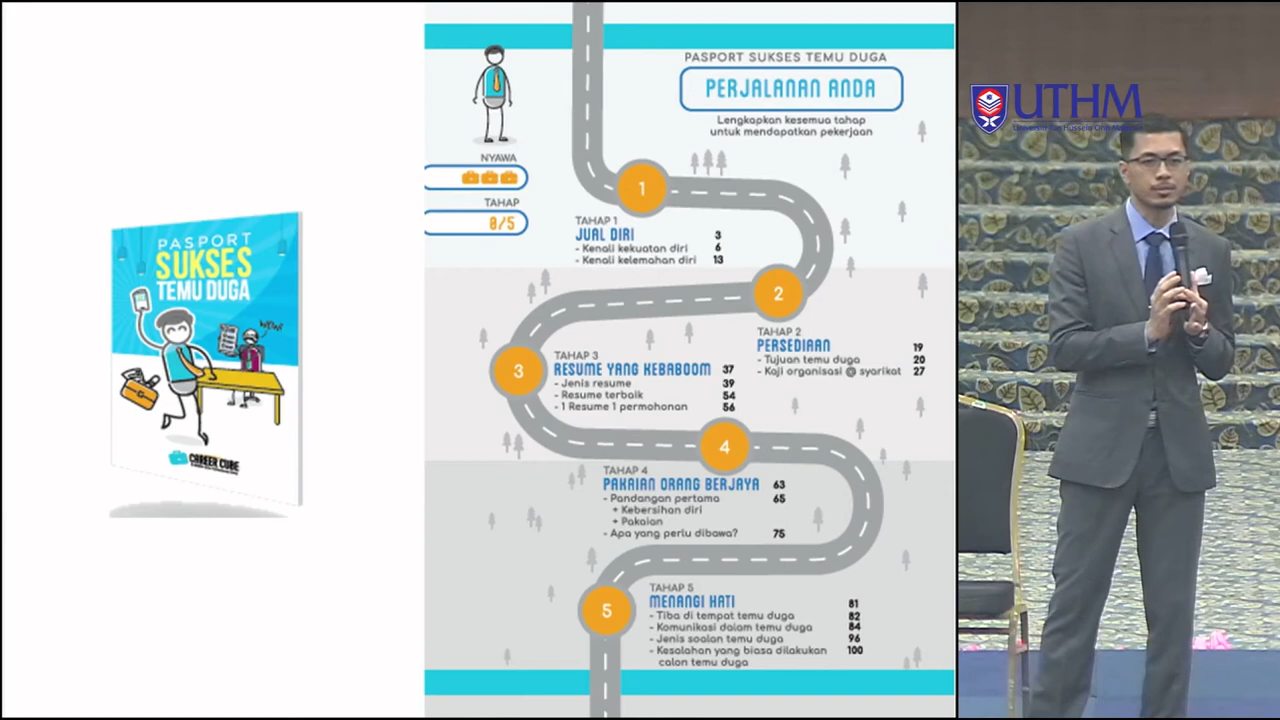 PASPORT
SUKSES
TEMU DUGA
WOW!
CAREER CUBE
PASPORT SUKSES TEMU DUGA
PERJALANAN ANDA
Lengkapkan kesemua tahap
untuk mendapatkan pekerjaan
NYAWA
TAHAP
0/5
1
TAHAP 1
JUAL DIRI 3
- Kenali kekuatan diri 6
- Kenali kelemahan diri 13
2
TAHAP 2
PERSEDIAAN 19
- Tujuan temu duga 20
- Kaji organisasi @ syarikat 27
3
TAHAP 3
RESUME YANG KEBABOOM 37
- Jenis resume 39
- Resume terbaik 54
- 1 Resume 1 permohonan 56
4
TAHAP 4
PAKAIAN ORANG BERJAYA 63
- Pandangan pertama 65
+ Kebersihan diri
+ Pakaian
- Apa yang perlu dibawa? 75
5
TAHAP 5
MENANGI HATI 81
- Tiba di tempat temu duga 82
- Komunikasi dalam temu duga 84
- Jenis soalan temu duga 96
- Kesalahan yang biasa dilakukan 100
calon temu duga
UTHM
Universiti Tun Hussein Onn Malaysia